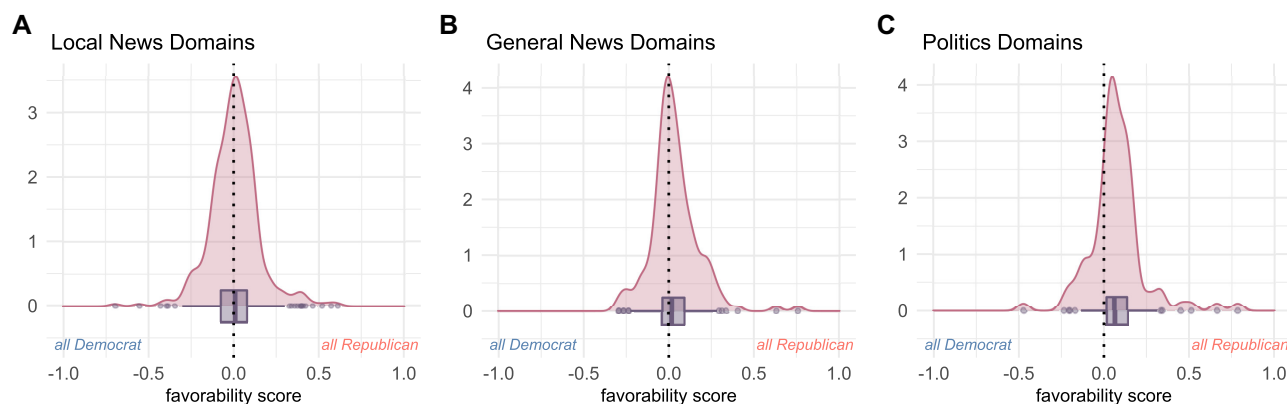 A
Local News Domains
3
2
1
0
all Democrat
all Republican
-1.0
-0.5
0.0
0.5
1.0
favorability score
B
General News Domains
4
3
2
1
0
all Democrat
all Republican
-1.0
-0.5
0.0
0.5
1.0
favorability score
C
Politics Domains
4
3
2
1
0
all Democrat
all Republican
-1.0
-0.5
0.0
0.5
1.0
favorability score